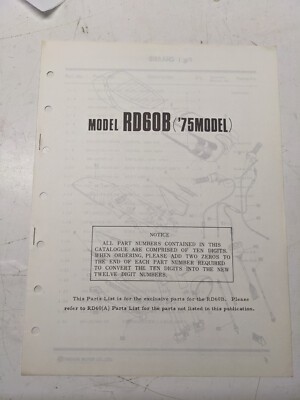 MODEL RD60B ('75MODEL)
NOTICE
ALL PART NUMBERS CONTAINED IN THIS
CATALOGUE ARE COMPRISED OF TEN DIGITS.
WHEN ORDERING, PLEASE ADD TWO ZEROS TO
THE END OF EACH PART NUMBER REQUIRED
TO CONVERT THE TEN DIGITS INTO THE NEW
TWELVE DIGIT NUMBERS.
This Parts List is for the exclusive parts for the RD60B. Please
refer to RD60(A) Parts List for the parts not listed in this publication.